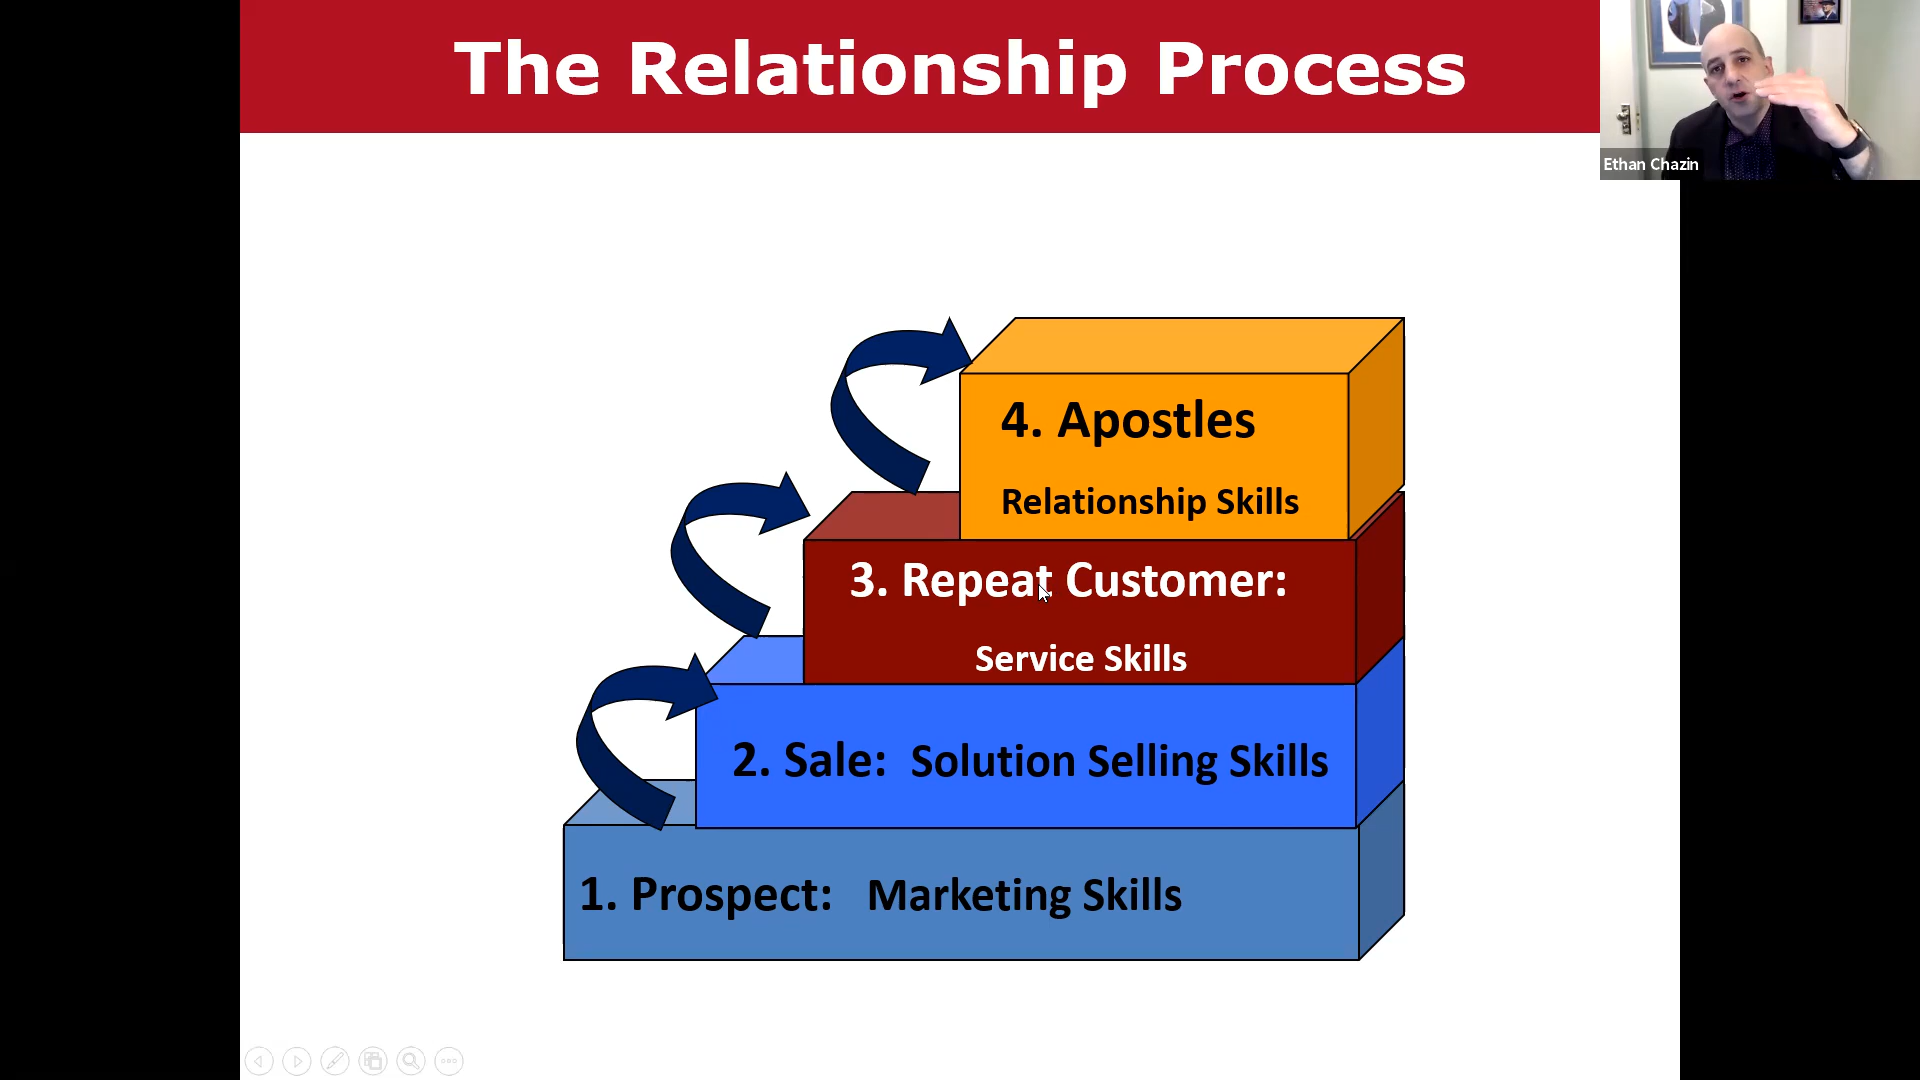 The Relationship Process
Ethan Chazin
4. Apostles
Relationship Skills
3. Repeat Customer:
Service Skills
2. Sale: Solution Selling Skills
1. Prospect: Marketing Skills